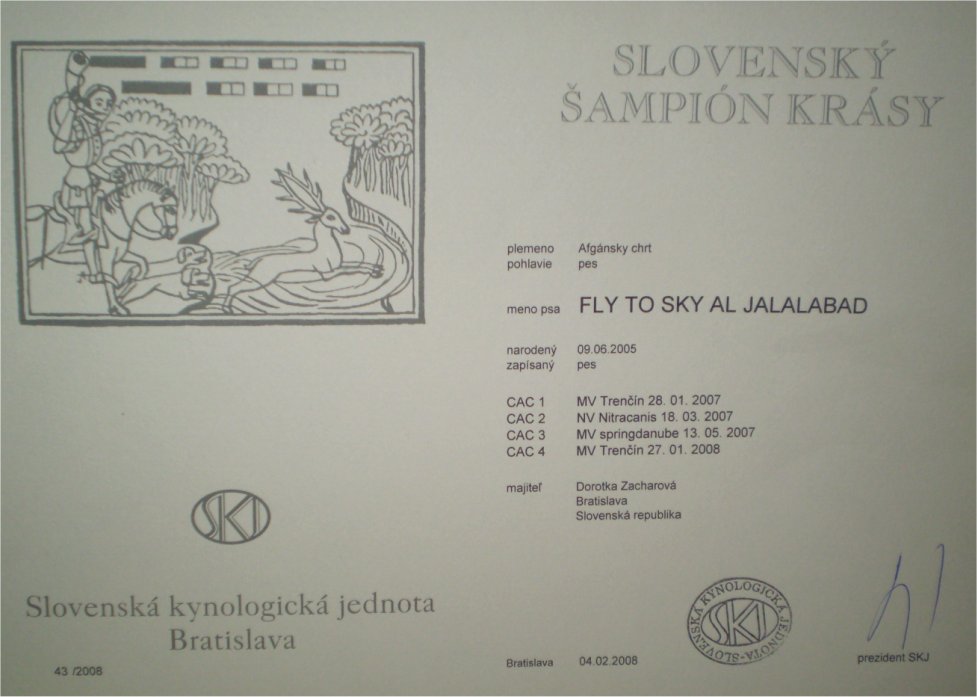 SLOVENSKÝ
ŠAMPIÓN KRÁSY
plemeno Afgánsky chrt
pohlavie pes
meno psa FLY TO SKY AL JALALABAD
narodený 09.06.2005
zapísaný pes
CAC 1 MV Trenčín 28. 01. 2007
CAC 2 NV Nitracanis 18. 03. 2007
CAC 3 MV springdanube 13. 05. 2007
CAC 4 MV Trenčín 27. 01. 2008
majiteľ Dorotka Zacharová
Bratislava
Slovenská republika
SKJ
Slovenská kynologická jednota
Bratislava
43 /2008
SLOVENSKÁ KYNOLOGICKÁ JEDNOTA
SKJ
Bratislava 04.02.2008
prezident SKJ